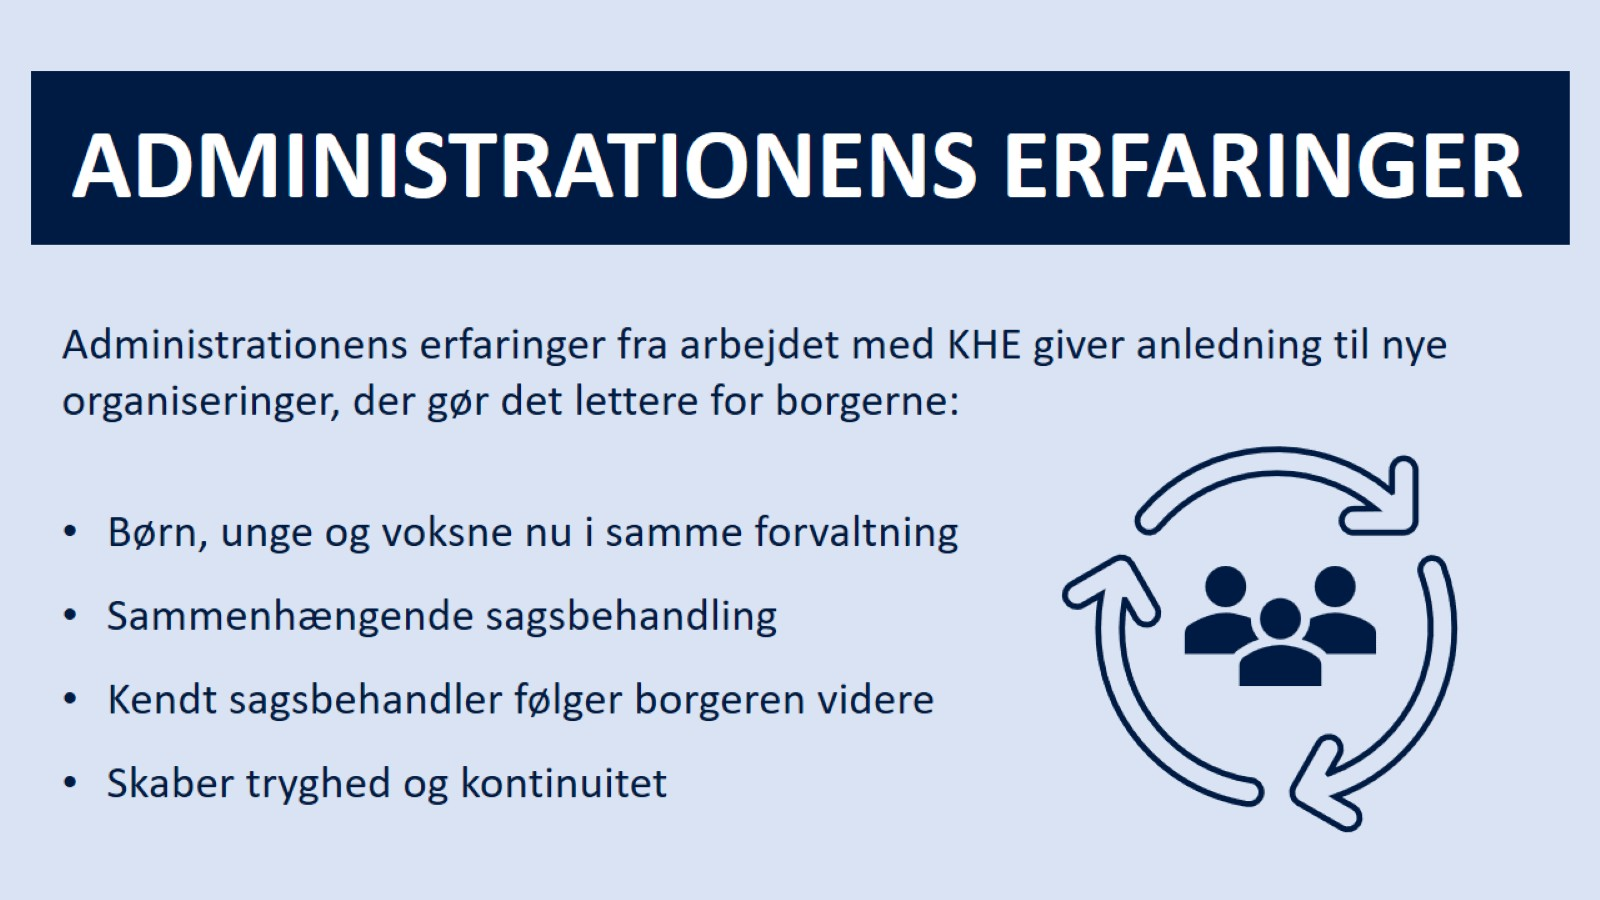 ADMINISTRATIONENS ERFARINGER
Administrationens erfaringer fra arbejdet med KHE giver anledning til nye
organiseringer, der gør det lettere for borgerne:
• Børn, unge og voksne nu i samme forvaltning
• Sammenhængende sagsbehandling
• Kendt sagsbehandler følger borgeren videre
• Skaber tryghed og kontinuitet